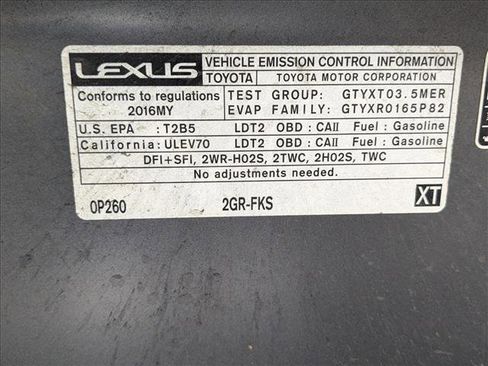 LEXUS VEHICLE EMISSION CONTROL INFORMATION
TOYOTA TOYOTA MOTOR CORPORATION
Conforms to regulations TEST GROUP: GTYXT03.5MER
2016MY EVAP FAMILY: GTYXR0165P82
U.S. EPA : T2B5 LDT2 OBD : CAII Fuel : Gasoline
California: ULEV70 LDT2 OBD : CAII Fuel : Gasoline
DFI+SFI, 2WR-HO2S, 2TWC, 2HO2S, TWC
No adjustments needed.
0P260 2GR-FKS XT